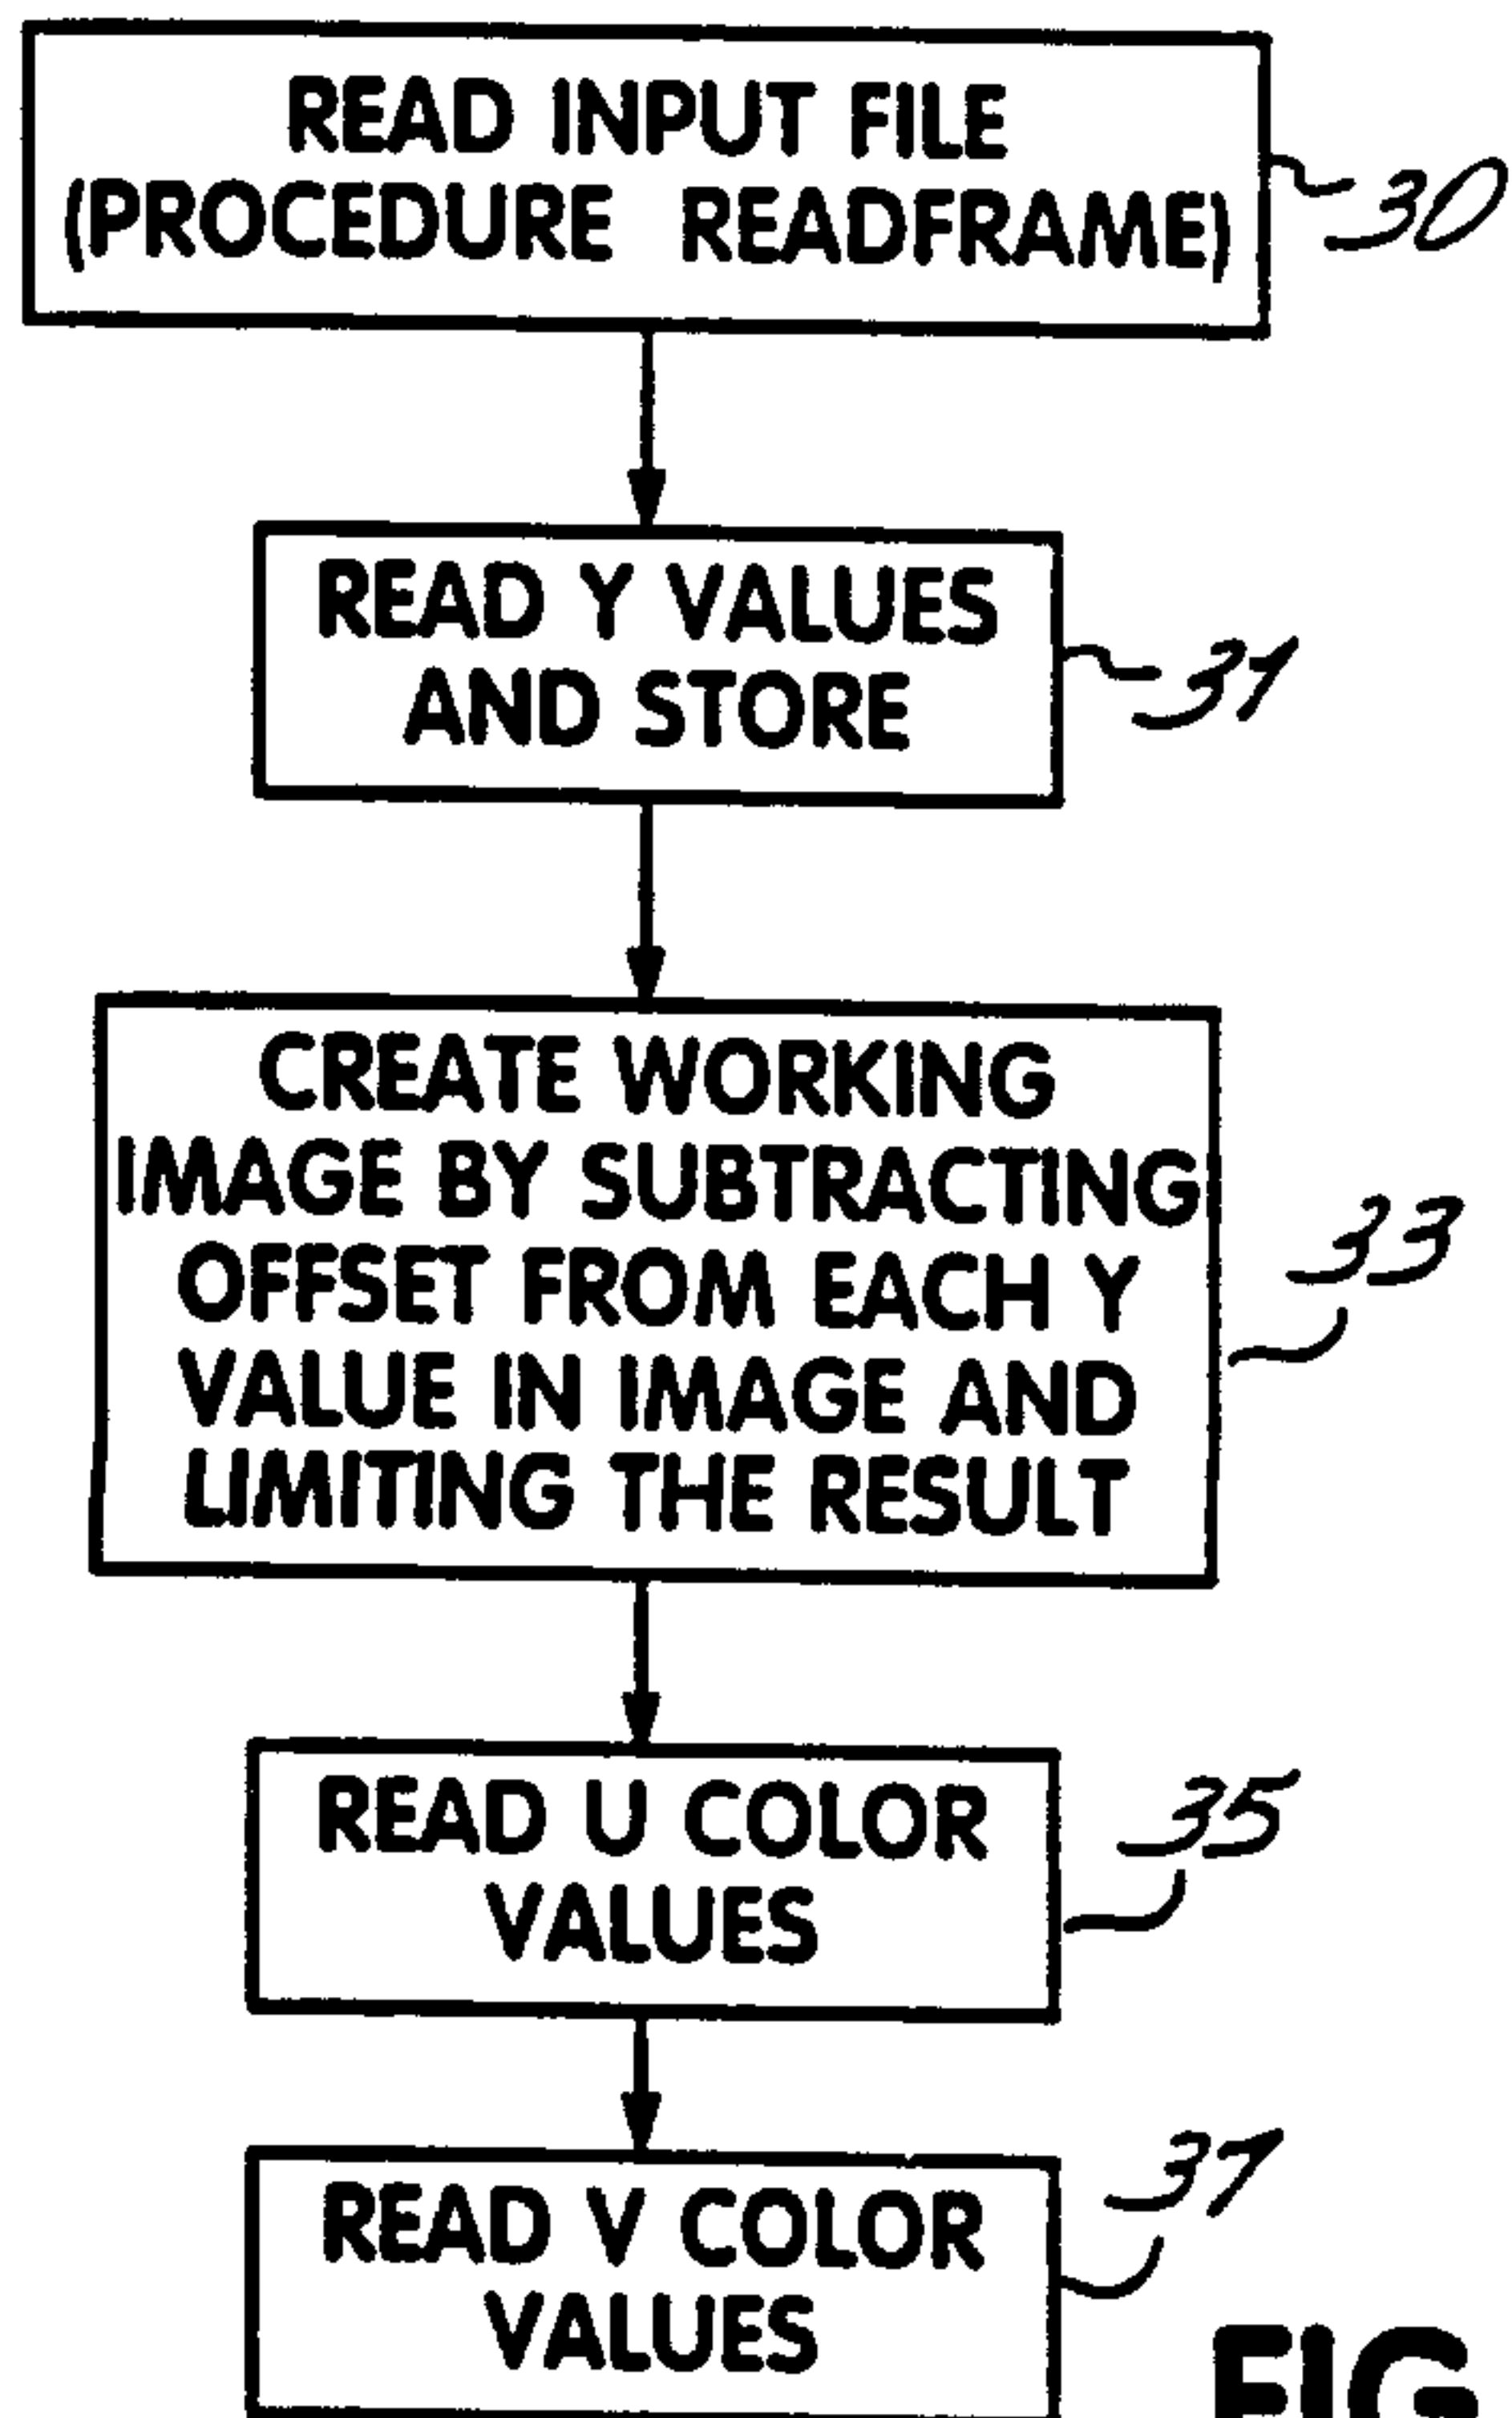 READ INPUT FILE
(PROCEDURE READFRAME)
30
READ Y VALUES
AND STORE
31
CREATE WORKING
IMAGE BY SUBTRACTING
OFFSET FROM EACH Y
VALUE IN IMAGE AND
LIMITING THE RESULT
33
READ U COLOR
VALUES
35
READ V COLOR
VALUES
37
FIG